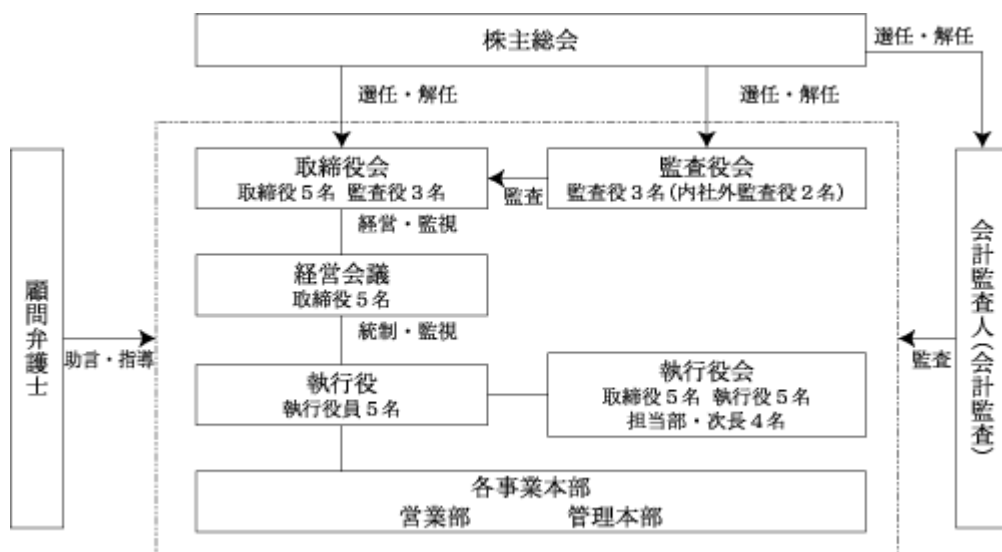 株主総会
選任・解任
選任・解任
選任・解任
取締役会
取締役5名 監査役3名
監査
監査役会
監査役3名(内社外監査役2名)
経営・監視
経営会議
取締役5名
統制・監視
顧問弁護士
助言・指導
執行役
執行役員5名
執行役会
取締役5名 執行役5名
担当部・次長4名
監査
会計監査人(会計監査)
各事業本部
営業部 管理本部